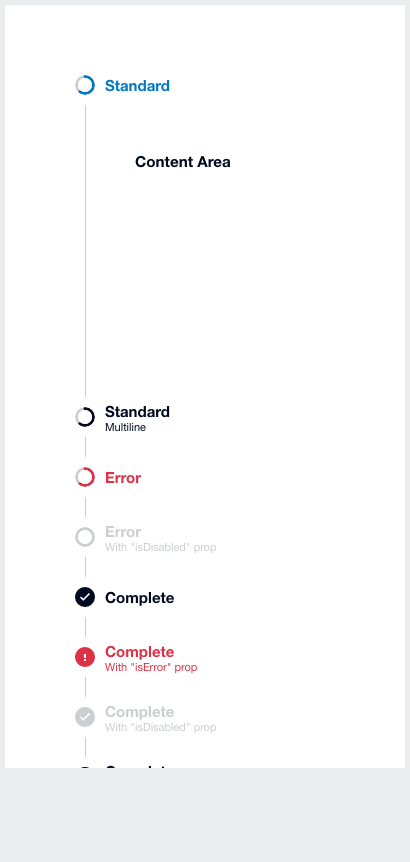 Standard
Content Area
Standard
Multiline
Error
Error
With "isDisabled" prop
Complete
Complete
With "isError" prop
Complete
With "isDisabled" prop